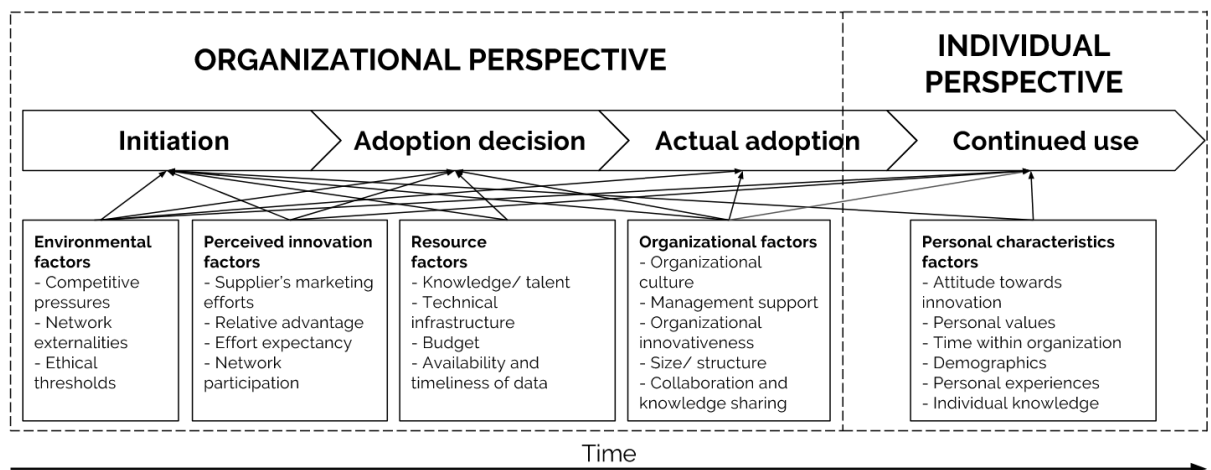 ORGANIZATIONAL PERSPECTIVE
INDIVIDUAL
PERSPECTIVE
Initiation
Adoption decision
Actual adoption
Continued use
Environmental
factors
- Competitive
pressures
- Network
externalities
- Ethical
thresholds
Perceived innovation
factors
- Supplier's marketing
efforts
- Relative advantage
- Effort expectancy
- Network
participation
Resource
factors
- Knowledge/ talent
- Technical
infrastructure
- Budget
- Availability and
timeliness of data
Organizational factors
- Organizational
culture
- Management support
- Organizational
innovativeness
- Size/ structure
- Collaboration and
knowledge sharing
Personal characteristics
factors
- Attitude towards
innovation
- Personal values
- Time within organization
- Demographics
- Personal experiences
- Individual knowledge
Time